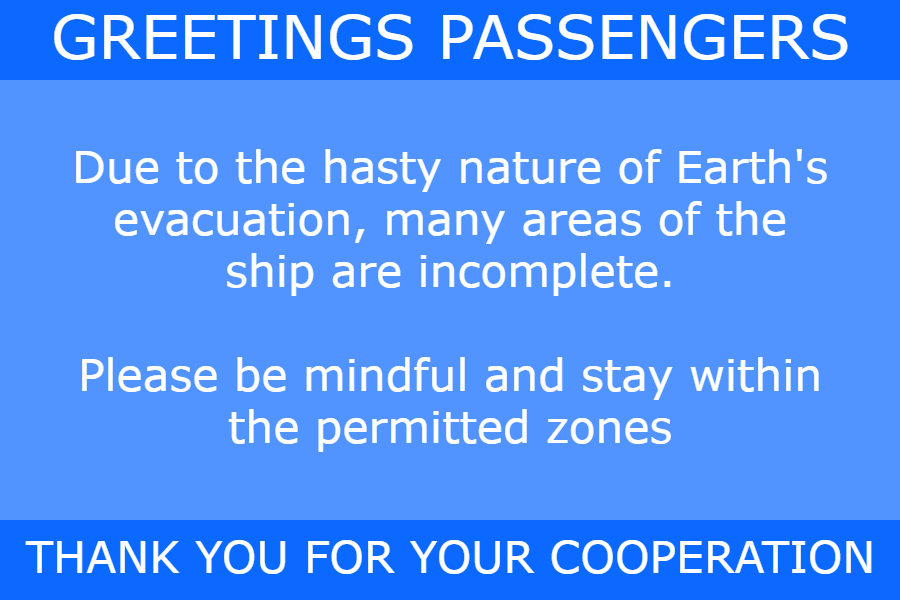 GREETINGS PASSENGERS
Due to the hasty nature of Earth's
evacuation, many areas of the
ship are incomplete.
Please be mindful and stay within
the permitted zones
THANK YOU FOR YOUR COOPERATION